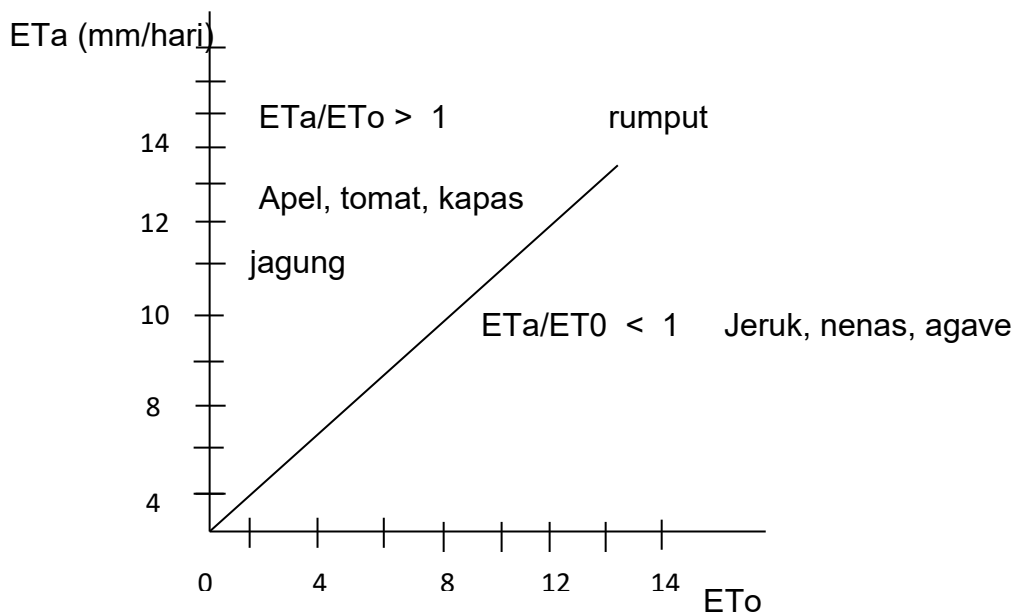 ETa (mm/hari)
ETa/ETo > 1 rumput
14
Apel, tomat, kapas
12
jagung
10
ETa/ET0 < 1 Jeruk, nenas, agave
8
4
0 4 8 12 14
ETo